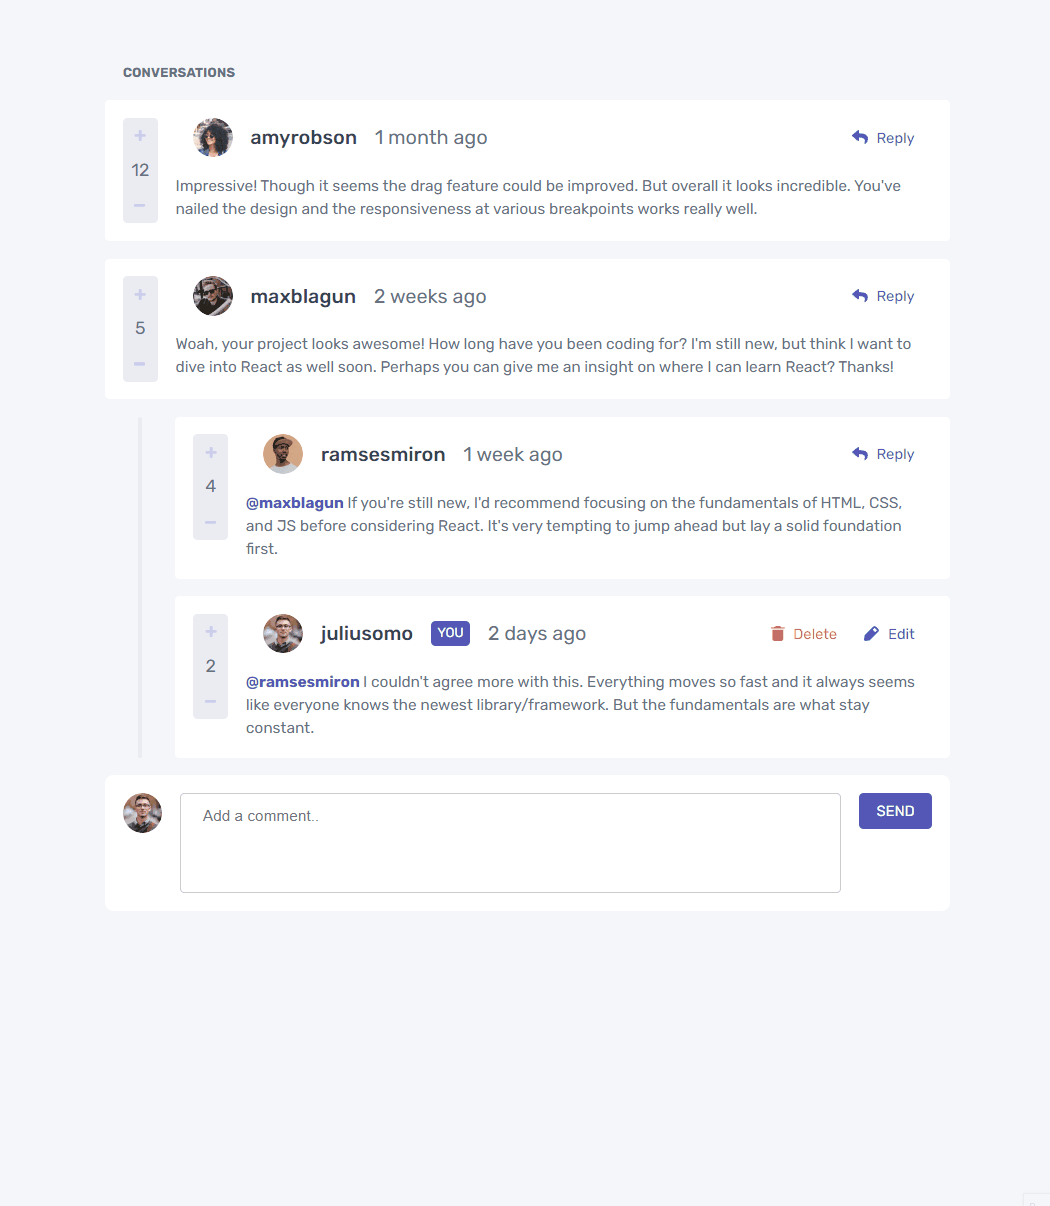 CONVERSATIONS
+
12
–
amyrobson 1 month ago Reply
Impressive! Though it seems the drag feature could be improved. But overall it looks incredible. You've
nailed the design and the responsiveness at various breakpoints works really well.
+
5
–
maxblagun 2 weeks ago Reply
Woah, your project looks awesome! How long have you been coding for? I'm still new, but think I want to
dive into React as well soon. Perhaps you can give me an insight on where I can learn React? Thanks!
+
4
–
ramsesmiron 1 week ago Reply
@maxblagun If you're still new, I'd recommend focusing on the fundamentals of HTML, CSS,
and JS before considering React. It's very tempting to jump ahead but lay a solid foundation
first.
+
2
–
juliusomo YOU 2 days ago Delete Edit
@ramsesmiron I couldn't agree more with this. Everything moves so fast and it always seems
like everyone knows the newest library/framework. But the fundamentals are what stay
constant.
Add a comment..
SEND